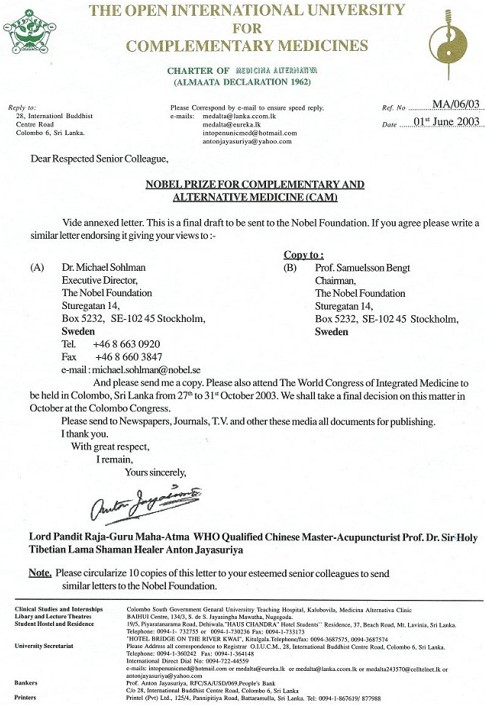 THE OPEN INTERNATIONAL UNIVERSITY
FOR
COMPLEMENTARY MEDICINES
CHARTER OF MEDICINA ALTERNATIVA
(ALMAATA DECLARATION 1962)
Reply to:
28, Internationl Buddhist
Centre Road
Colombo 6, Sri Lanka.
Please Correspond by e-mail to ensure speed reply.
e-mails: medalta@lanka.ccom.lk
medalta@eureka.lk
intopenunicmed@hotmail.com
antonjayasuriya@yahoo.com
Ref. No MA/06/03
Date 01st June 2003
Dear Respected Senior Colleague,
NOBEL PRIZE FOR COMPLEMENTARY AND
ALTERNATIVE MEDICINE (CAM)
Vide annexed letter. This is a final draft to be sent to the Nobel Foundation. If you agree please write a
similar letter endorsing it giving your views to :-
Copy to :
(A) Dr. Michael Sohlman
Executive Director,
The Nobel Foundation
Sturegatan 14,
Box 5232, SE-102 45 Stockholm,
Sweden
Tel. +46 8 663 0920
Fax +46 8 660 3847
e-mail : michael.sohlman@nobel.se
(B) Prof. Samuelsson Bengt
Chairman,
The Nobel Foundation
Sturegatan 14,
Box 5232, SE-102 45 Stockholm,
Sweden
And please send me a copy. Please also attend The World Congress of Integrated Medicine to
be held in Colombo, Sri Lanka from 27th to 31st October 2003. We shall take a final decision on this matter in
October at the Colombo Congress.
Please send to Newspapers, Journals, T.V. and other these media all documents for publishing.
I thank you.
With great respect,
I remain,
Yours sincerely,
Anton Jayasuriya
Lord Pandit Raja-Guru Maha-Atma WHO Qualified Chinese Master-Acupuncturist Prof. Dr. Sir Holy
Tibetian Lama Shaman Healer Anton Jayasuriya
Note. Please circularize 10 copies of this letter to your esteemed senior colleagues to send
similar letters to the Nobel Foundation.
Clinical Studies and Internships Colombo South Government Genaral University Teaching Hospital, Kalubovila, Medicina Alternativa Clinic
Libary and Lecture Theatre: BAIHUI Centre, 134/3, S. de S. Jayasingha Mawatha, Nugegoda.
Student Hostel and Residence 19/5, Piyayatanarama Road, Dehiwala, "HAUS CHANDRA" Hotel Students'' Residence, 37, Beach Road, Mt. Lavinia, Sri Lanka.
Telephone: 0094-1- 732755 or 0094-1-730236 Fax: 0094-1-733173
"HOTEL BRIDGE ON THE RIVER KWAI", Kitulgala.Telephone/fax: 0094-3687575, 0094-3687574
University Secretariat Please Address all correspondence to Registrar O.I.U.C.M., 28, International Buddhist Centre Road, Colombo 6, Sri Lanka.
Telephone: 0094-1-360242 Fax: 0094-1-364148
International Direct Dial No: 0094-722-44559
e-mails: intopenunicmed@hotmail.com or medalta@eureka.lk or medalta@lanka.ccom.lk or medalta243570@celltelnet.lk or
antonjayasuriya@yahoo.com
Bankers Prof. Anton Jayasuriya, RFC/SA/USD/069,People's Bank
C/o 28, International Buddhist Centre Road, Colombo 6, Sri Lanka
Printers Printel (Pvt) Ltd., 125/4, Pannipitiya Road, Battaramulla, Sri Lanka. Tel: 0094-1-867619/ 877988